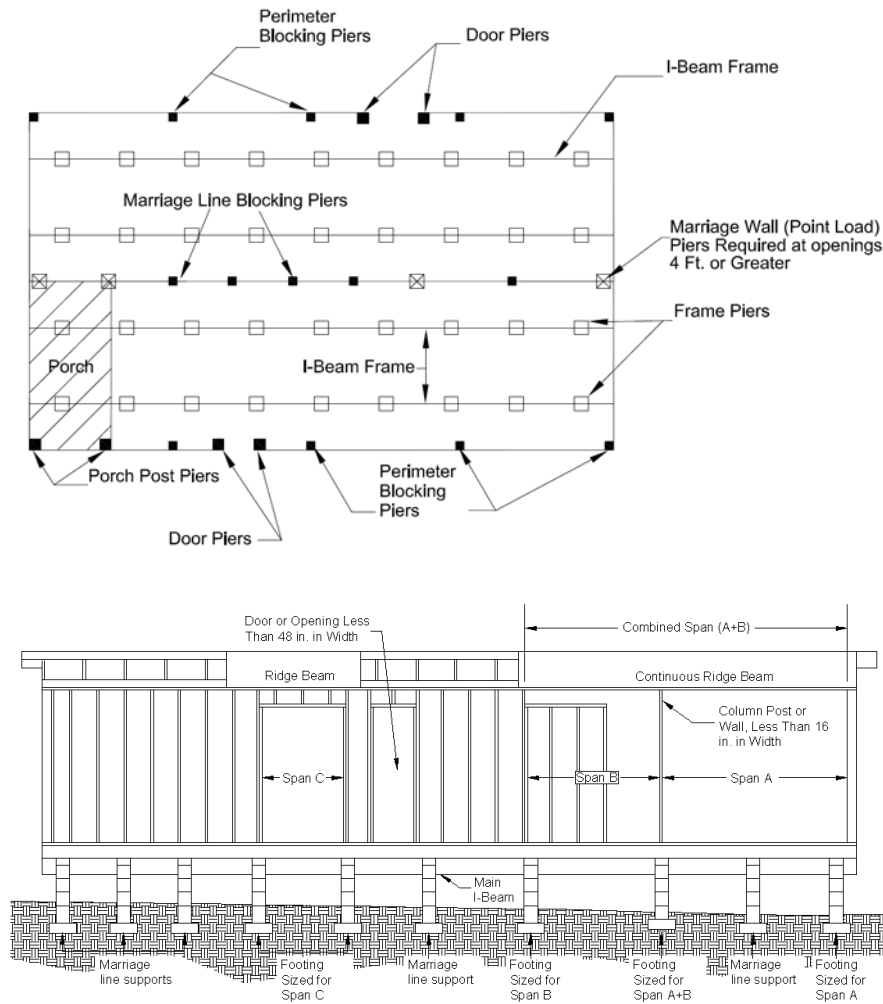 Perimeter
Blocking Piers
Door Piers
I-Beam Frame
Marriage Line Blocking Piers
Marriage Wall (Point Load)
Piers Required at openings
4 Ft. or Greater
Frame Piers
Porch
I-Beam Frame
Porch Post Piers
Perimeter
Blocking
Piers
Door Piers
Door or Opening Less
Than 48 in. in Width
Combined Span (A+B)
Ridge Beam
Continuous Ridge Beam
Column Post or
Wall, Less Than 16
in. in Width
Span C
Span B
Span A
Main
I-Beam
Marriage
line supports
Footing
Sized for
Span C
Marriage
line support
Footing
Sized for
Span B
Footing
Sized for
Span A+B
Marriage
line support
Footing
Sized for
Span A